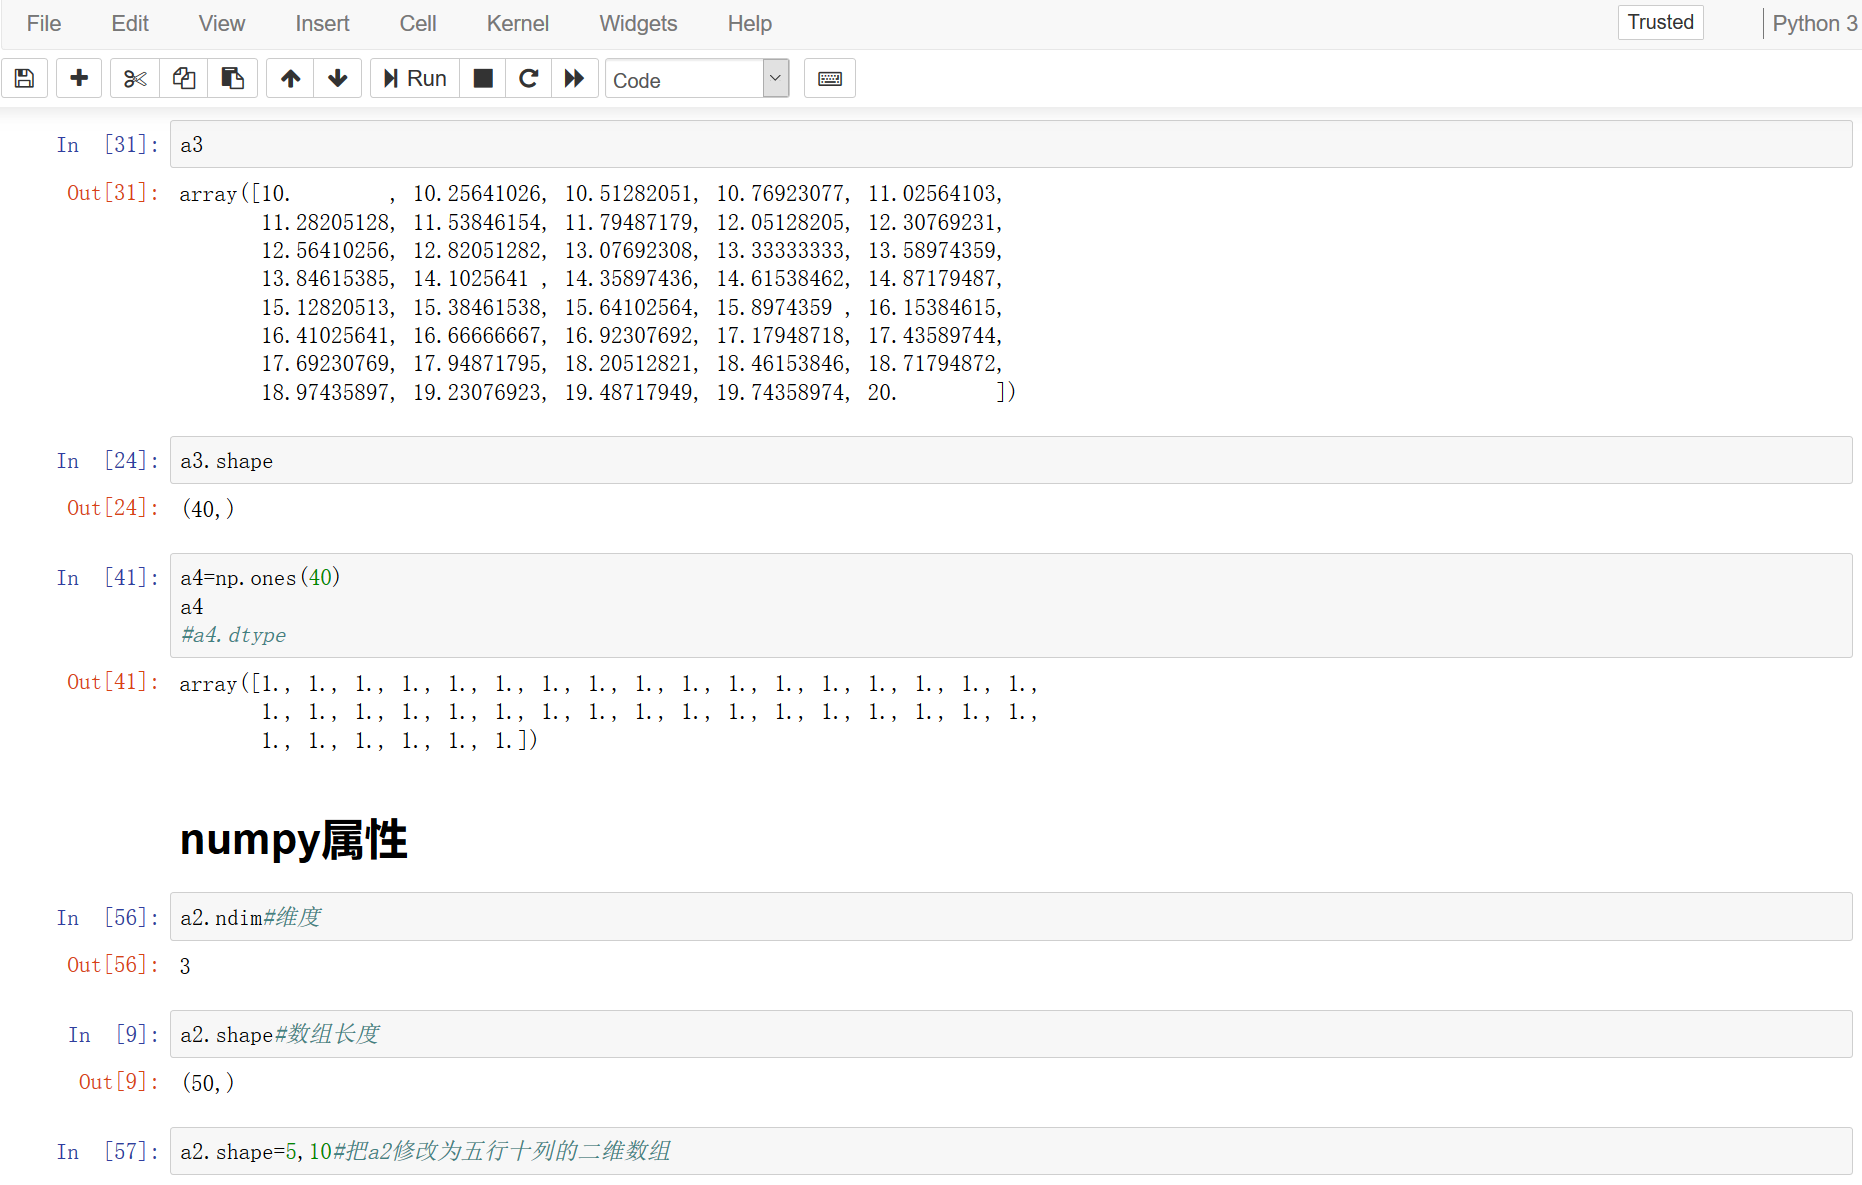 File Edit View Insert Cell Kernel Widgets Help Trusted Python 3
Run Code
In [31]: a3
Out[31]: array([10.        , 10.25641026, 10.51282051, 10.76923077, 11.02564103,
11.28205128, 11.53846154, 11.79487179, 12.05128205, 12.30769231,
12.56410256, 12.82051282, 13.07692308, 13.33333333, 13.58974359,
13.84615385, 14.1025641 , 14.35897436, 14.61538462, 14.87179487,
15.12820513, 15.38461538, 15.64102564, 15.8974359 , 16.15384615,
16.41025641, 16.66666667, 16.92307692, 17.17948718, 17.43589744,
17.69230769, 17.94871795, 18.20512821, 18.46153846, 18.71794872,
18.97435897, 19.23076923, 19.48717949, 19.74358974, 20.        ])
In [24]: a3.shape
Out[24]: (40,)
In [41]: a4=np.ones(40)
a4
#a4.dtype
Out[41]: array([1., 1., 1., 1., 1., 1., 1., 1., 1., 1., 1., 1., 1., 1., 1., 1., 1.,
1., 1., 1., 1., 1., 1., 1., 1., 1., 1., 1., 1., 1., 1., 1., 1., 1.,
1., 1., 1., 1., 1., 1.])
numpy属性
In [56]: a2.ndim#维度
Out[56]: 3
In [9]: a2.shape#数组长度
Out[9]: (50,)
In [57]: a2.shape=5,10#把a2修改为五行十列的二维数组